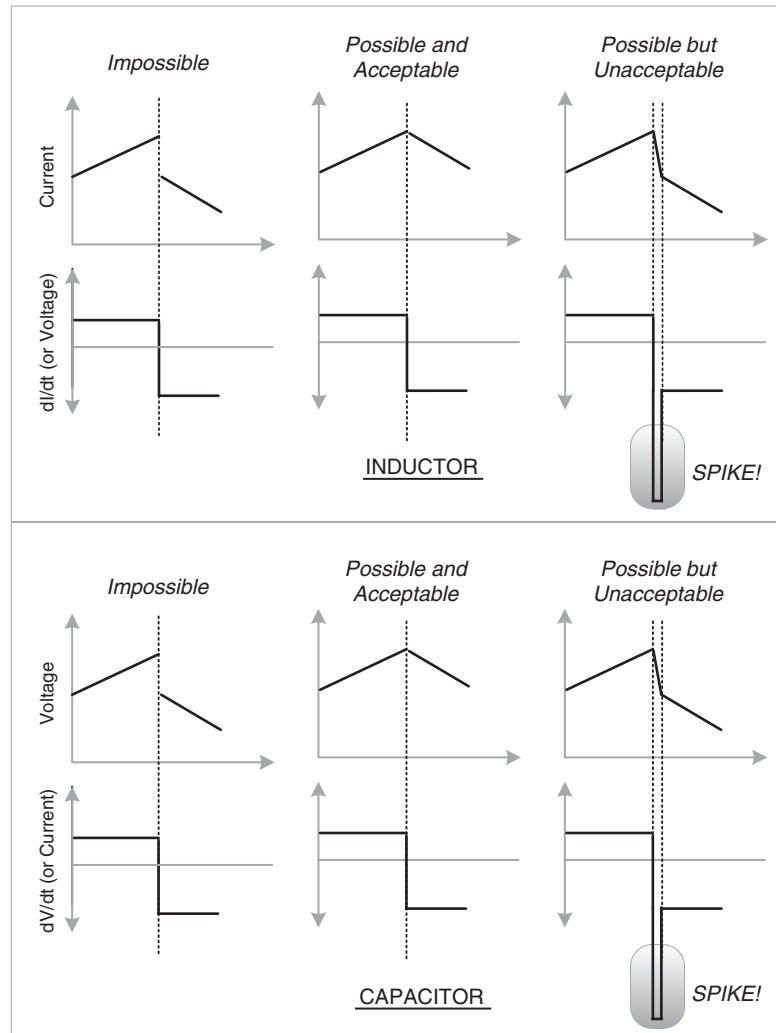 Impossible
Possible and
Acceptable
Possible but
Unacceptable
Current
dI/dt (or Voltage)
INDUCTOR
SPIKE!
Impossible
Possible and
Acceptable
Possible but
Unacceptable
Voltage
dV/dt (or Current)
CAPACITOR
SPIKE!